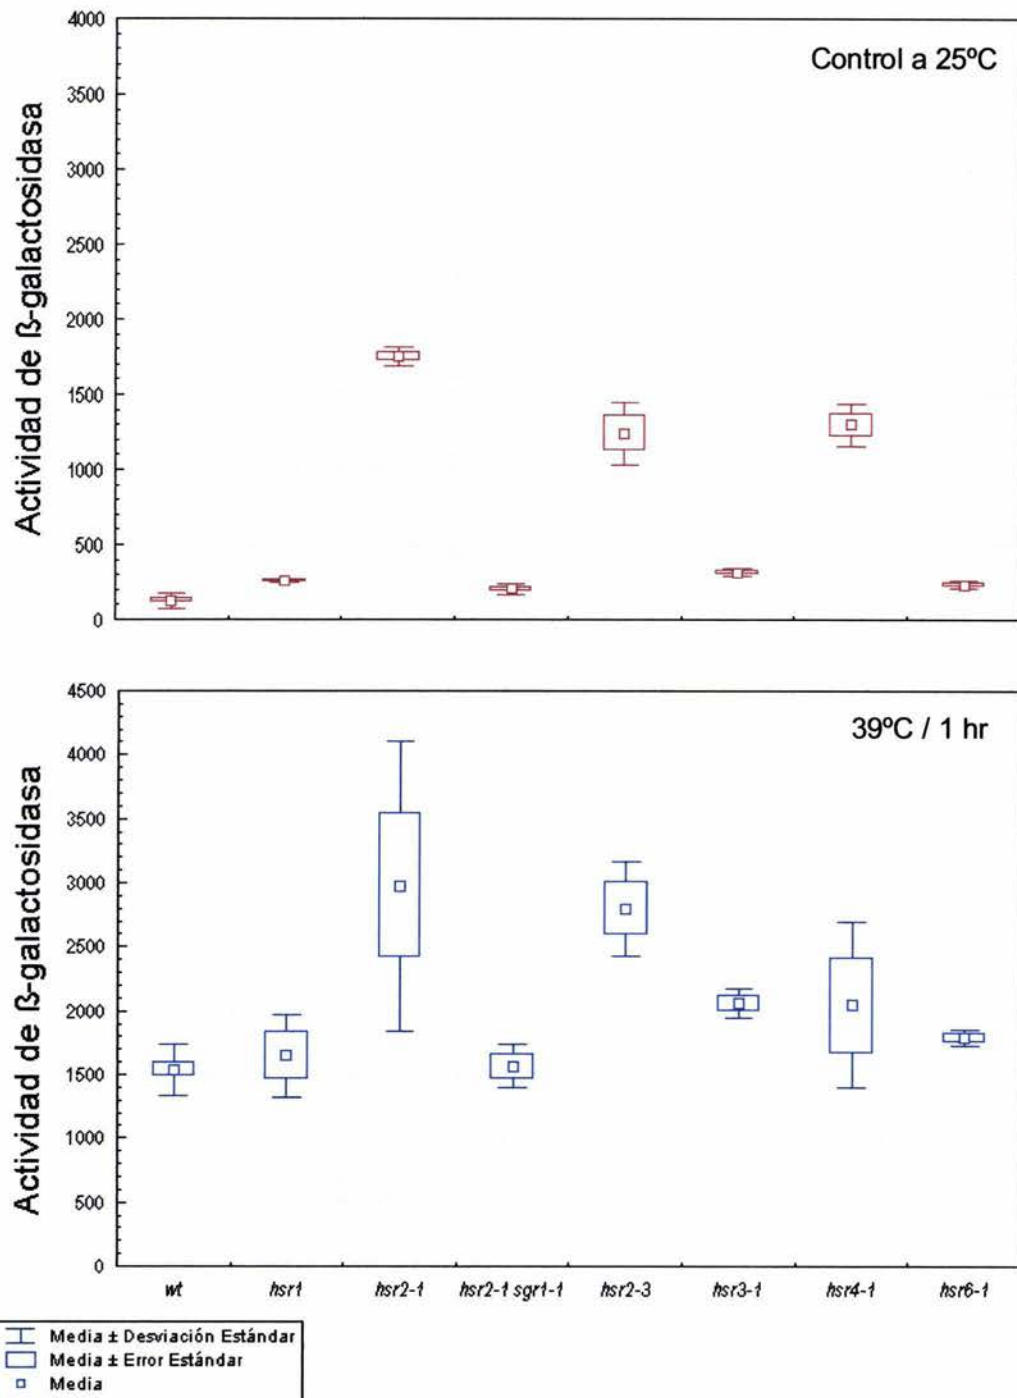 Control a 25ºC
Actividad de ß-galactosidasa
4000
3500
3000
2500
2000
1500
1000
500
0
39ºC / 1 hr
Actividad de ß-galactosidasa
4500
4000
3500
3000
2500
2000
1500
1000
500
0
wt hsr1 hsr2-1 hsr2-1 sgr1-1 hsr2-3 hsr3-1 hsr4-1 hsr6-1
Media ± Desviación Estándar
Media ± Error Estándar
Media